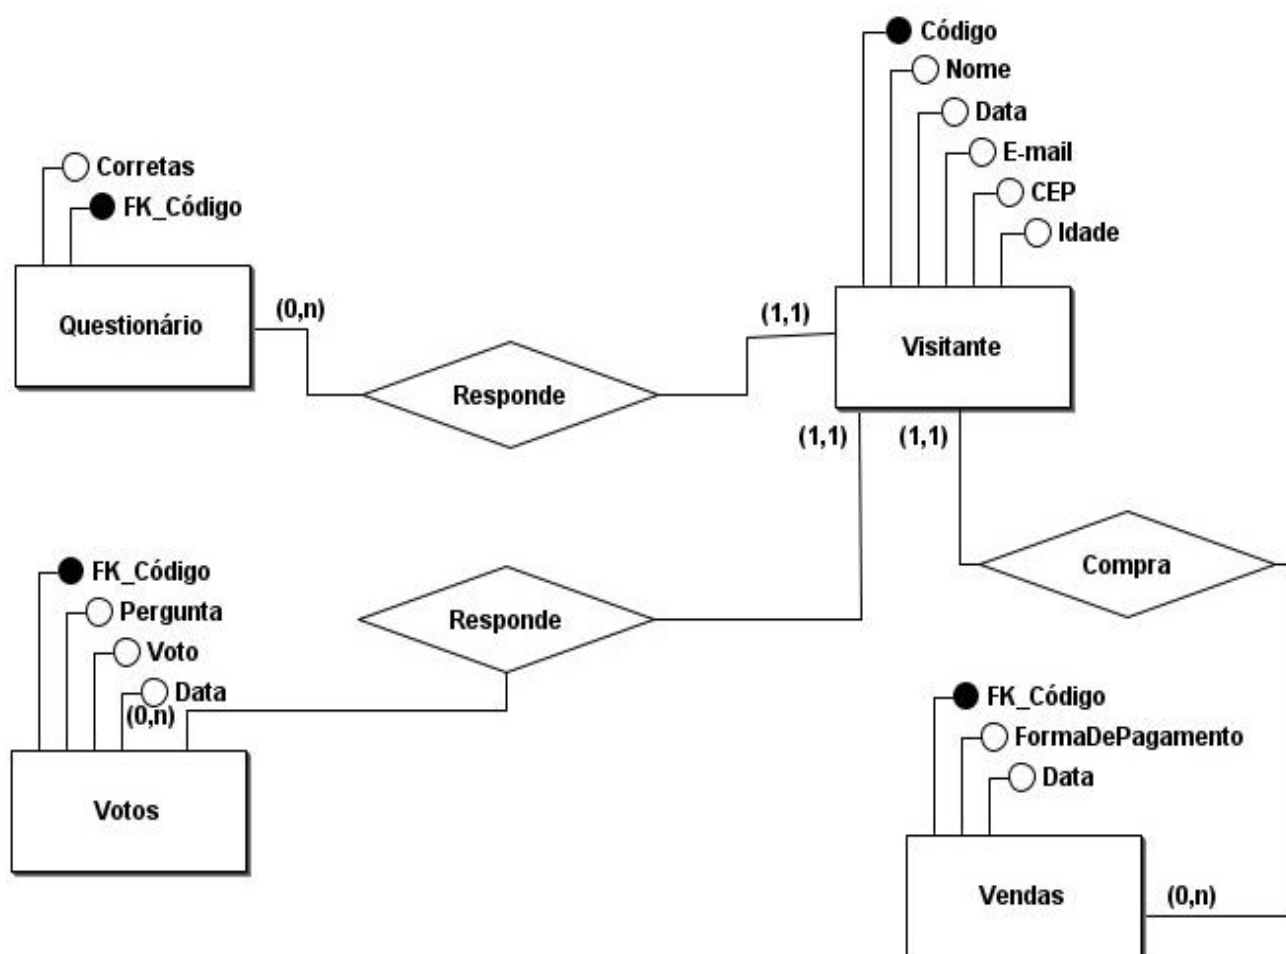 Código
Nome
Data
E-mail
CEP
Idade
Visitante
Corretas
FK_Código
Questionário
(0,n)
Responde
(1,1)
(1,1)
(1,1)
Compra
FK_Código
Pergunta
Voto
Data
(0,n)
Responde
Votos
FK_Código
FormaDePagamento
Data
Vendas
(0,n)